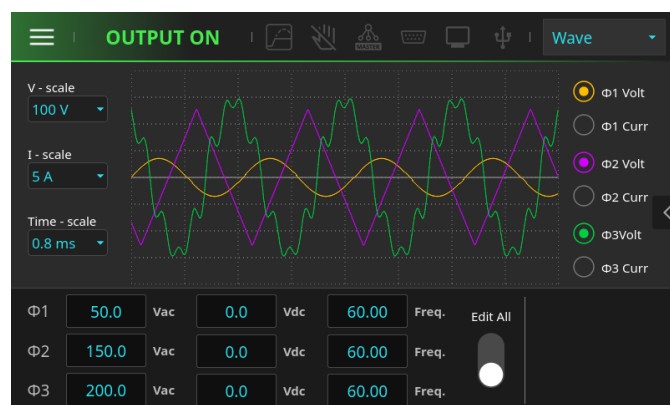 OUTPUT ON
MASTER
Wave
V - scale
100 V
I - scale
5 A
Time - scale
0.8 ms
Φ1 Volt
Φ1 Curr
Φ2 Volt
Φ2 Curr
Φ3Volt
Φ3 Curr
Φ1 50.0 Vac 0.0 Vdc 60.00 Freq. Edit All
Φ2 150.0 Vac 0.0 Vdc 60.00 Freq.
Φ3 200.0 Vac 0.0 Vdc 60.00 Freq.